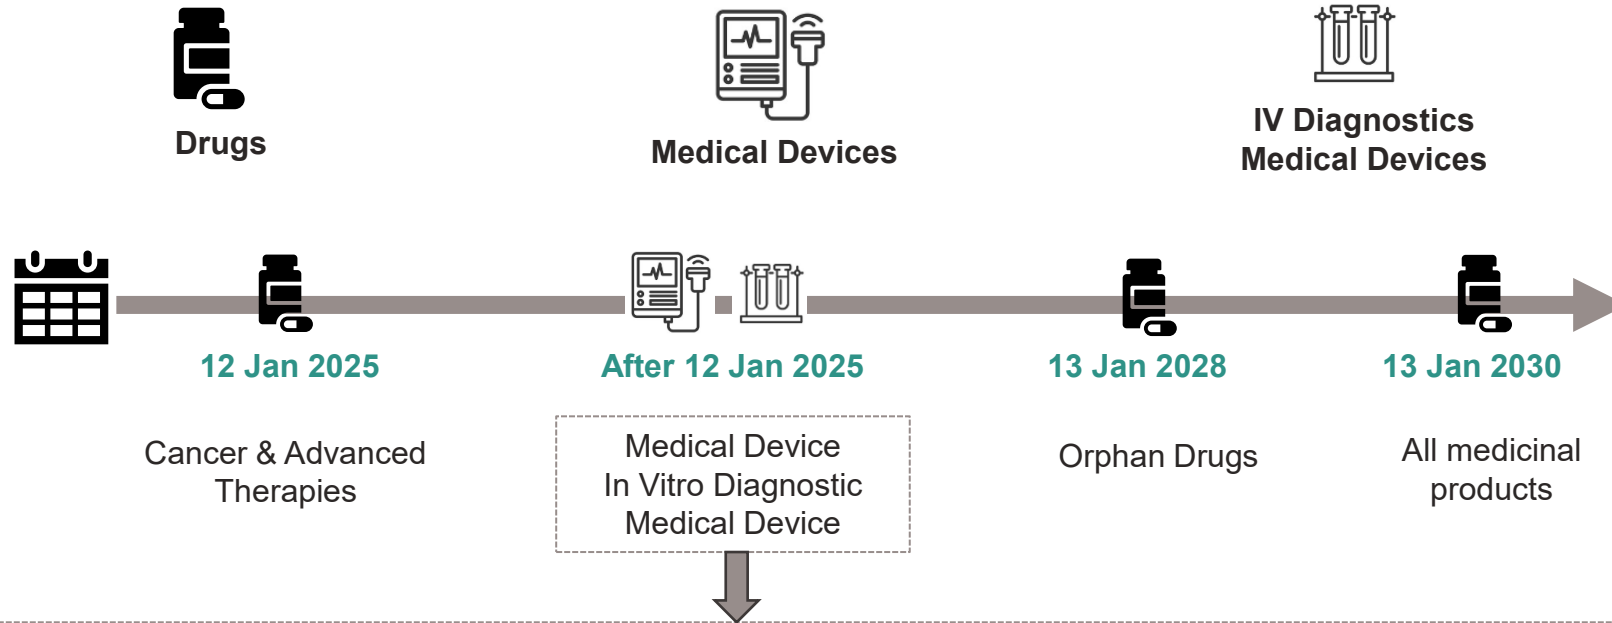 Drugs
Medical Devices
IV Diagnostics
Medical Devices
12 Jan 2025
After 12 Jan 2025
13 Jan 2028
13 Jan 2030
Cancer & Advanced
Therapies
Medical Device
In Vitro Diagnostic
Medical Device
Orphan Drugs
All medicinal
products